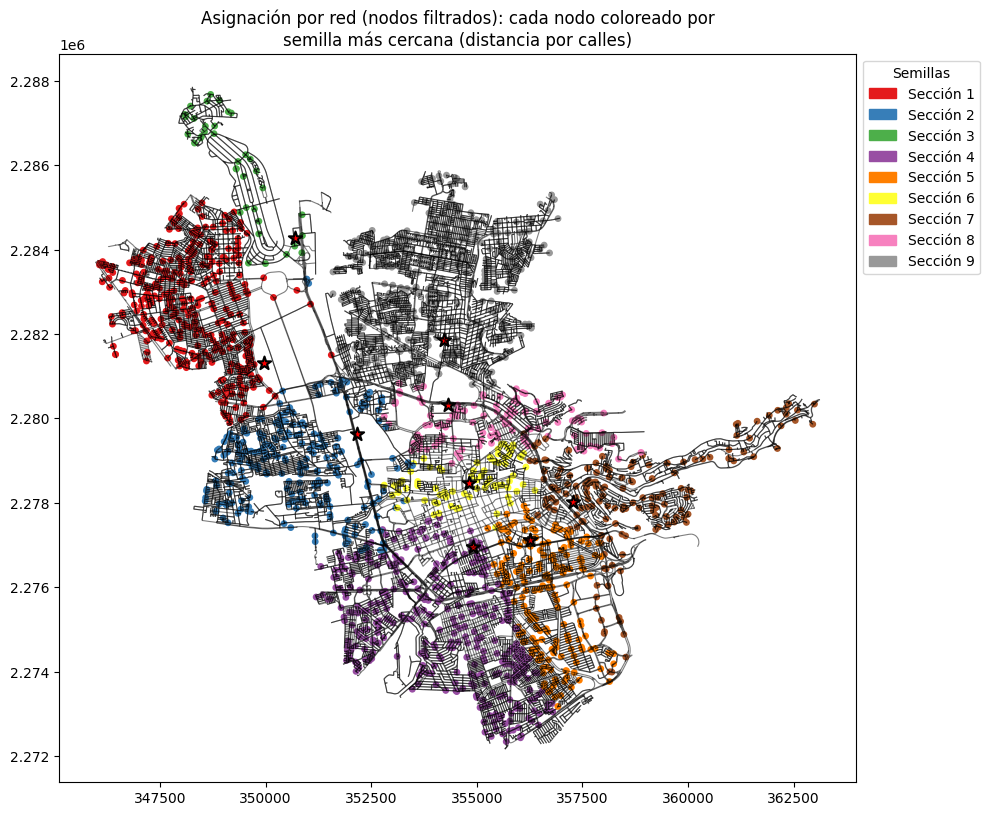 Asignación por red (nodos filtrados): cada nodo coloreado por
semilla más cercana (distancia por calles)
1e6
2.288
2.286
2.284
2.282
2.280
2.278
2.276
2.274
2.272
347500
350000
352500
355000
357500
360000
362500
Semillas
Sección 1
Sección 2
Sección 3
Sección 4
Sección 5
Sección 6
Sección 7
Sección 8
Sección 9